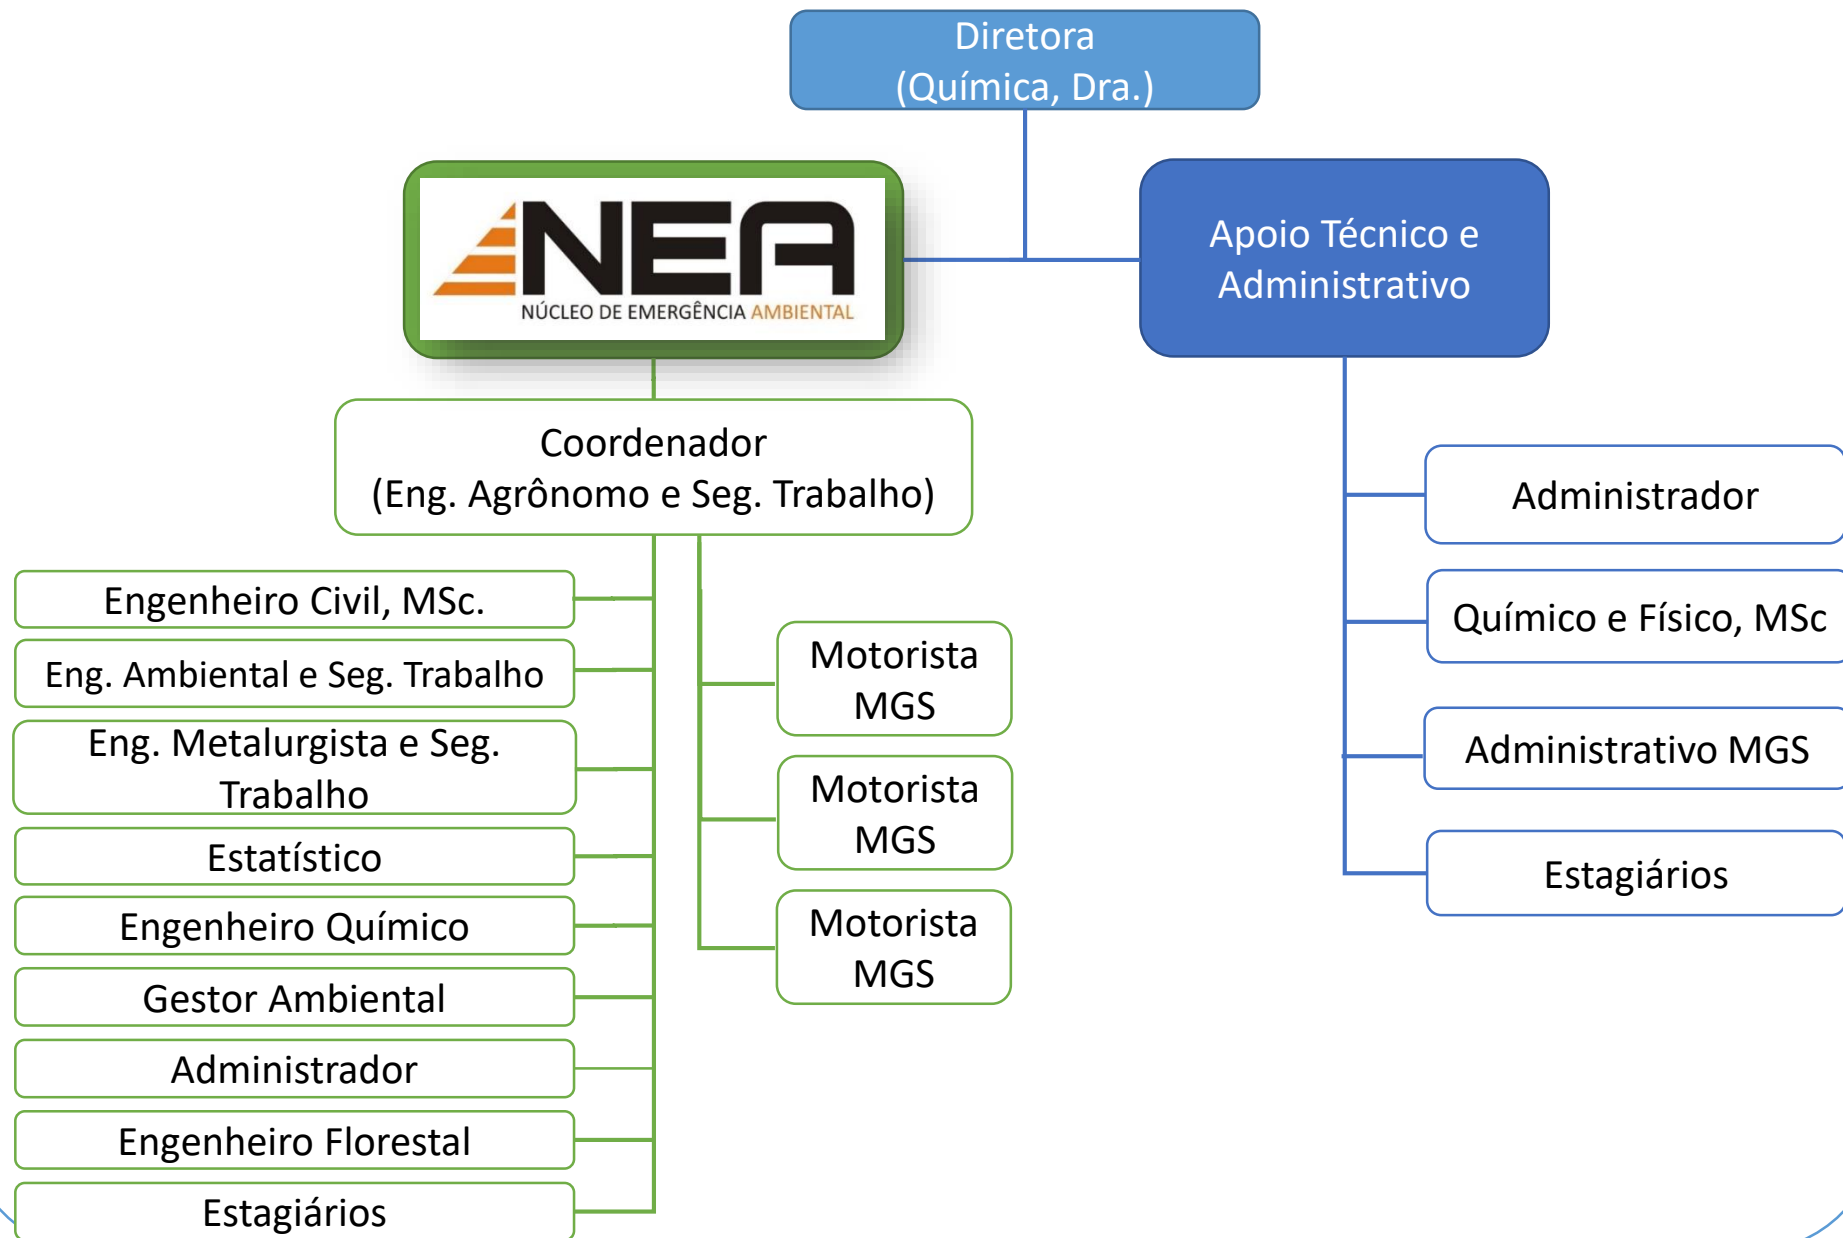 Diretora
(Química, Dra.)
NEA
NÚCLEO DE EMERGÊNCIA AMBIENTAL
Apoio Técnico e
Administrativo
Coordenador
(Eng. Agrônomo e Seg. Trabalho)
Engenheiro Civil, MSc.
Eng. Ambiental e Seg. Trabalho
Eng. Metalurgista e Seg.
Trabalho
Estatístico
Engenheiro Químico
Gestor Ambiental
Administrador
Engenheiro Florestal
Estagiários
Motorista
MGS
Motorista
MGS
Motorista
MGS
Administrador
Químico e Físico, MSc
Administrativo MGS
Estagiários